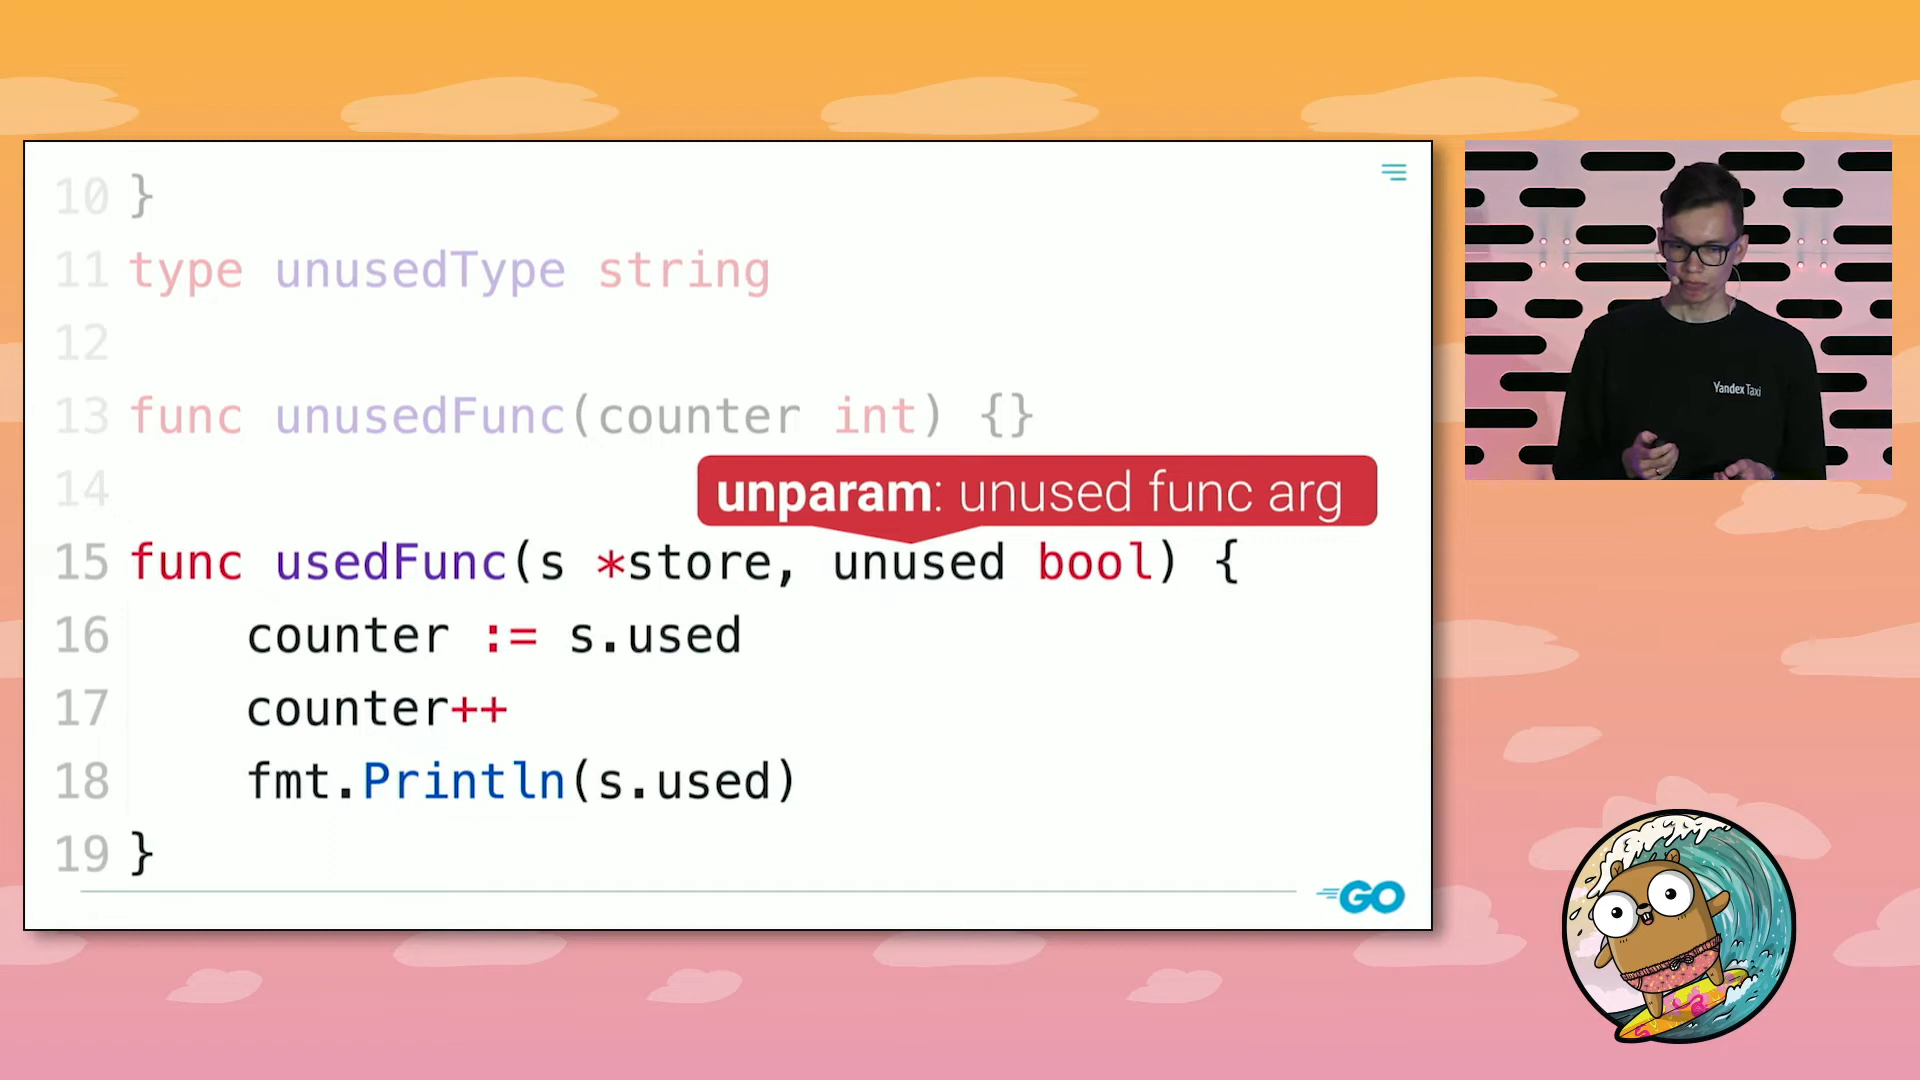 10 }
11 type unusedType string
12
13 func unusedFunc(counter int) {}
14
unparam: unused func arg
15 func usedFunc(s *store, unused bool) {
16 counter := s.used
17 counter++
18 fmt.Println(s.used)
19 }
GO
Yandex Taxi